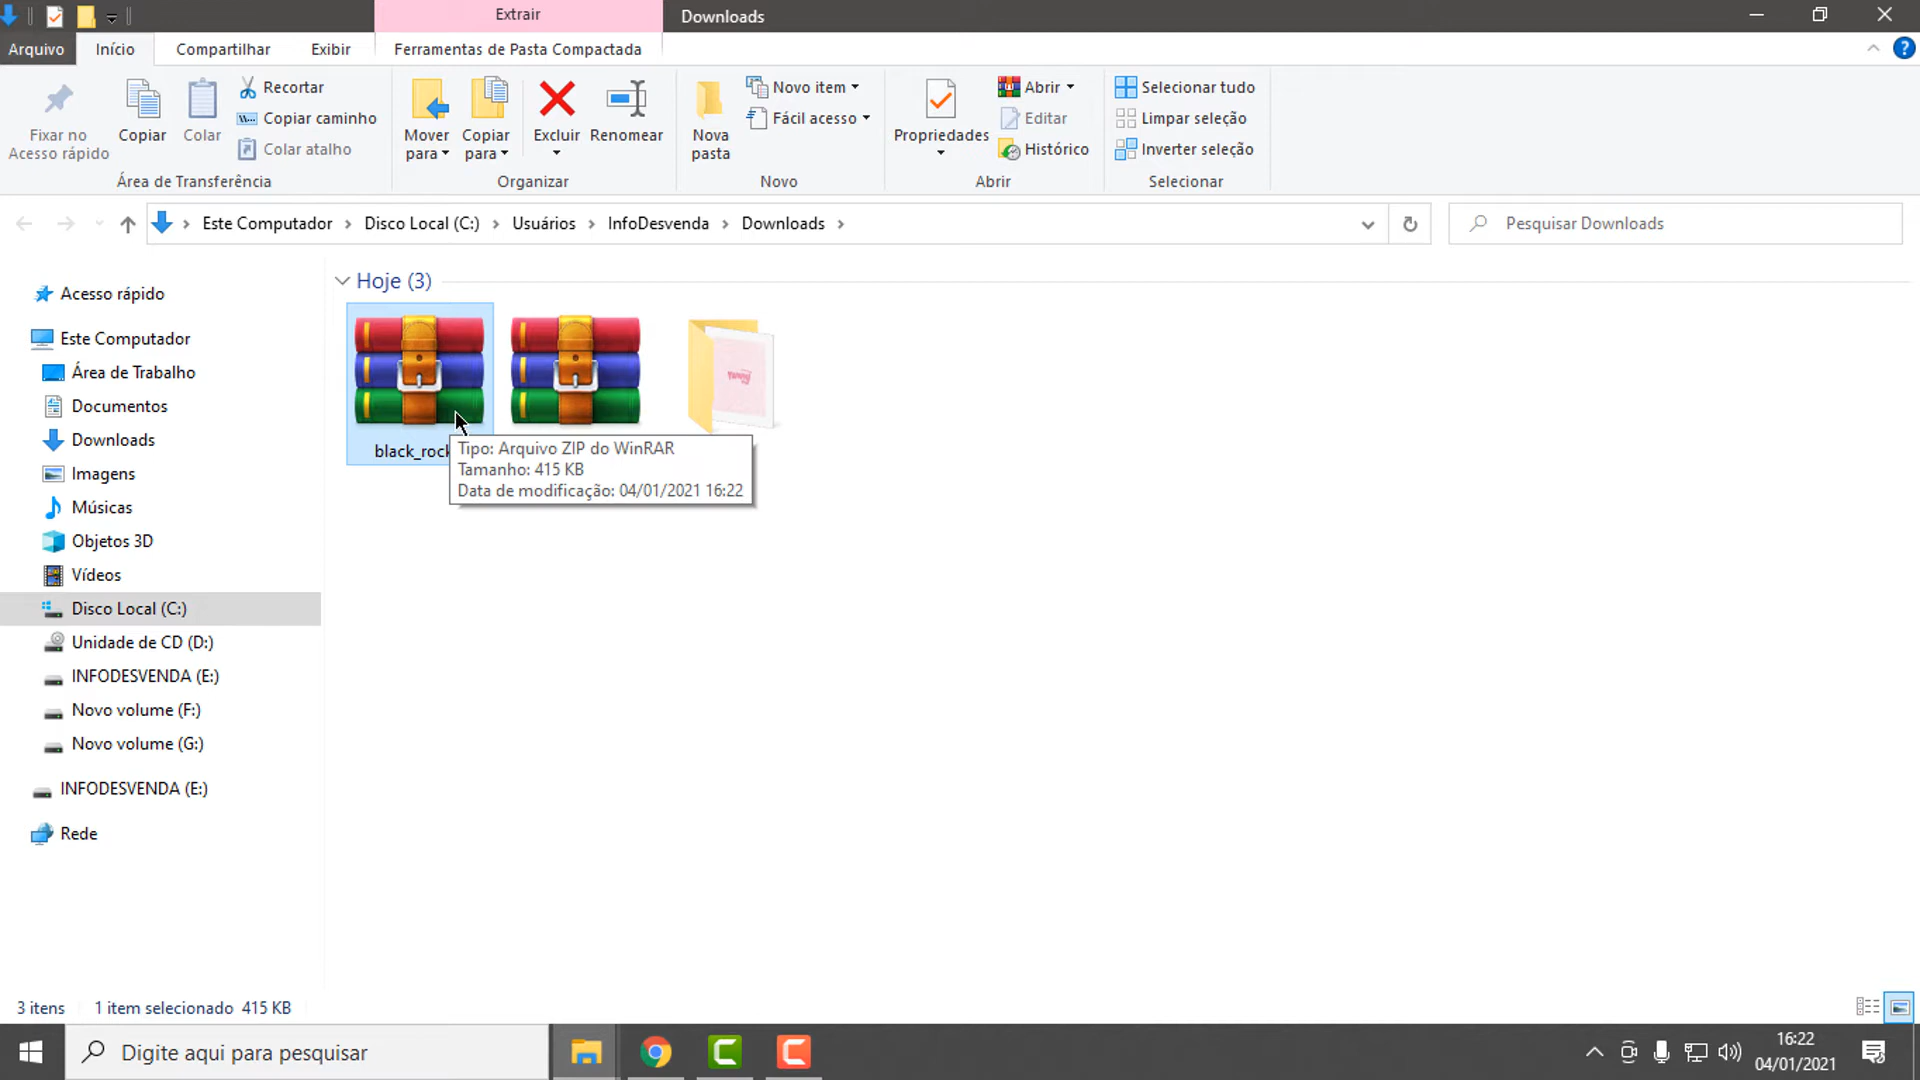 Extrair
Downloads
Arquivo
Início
Compartilhar
Exibir
Ferramentas de Pasta Compactada
Fixar no
Acesso rápido
Copiar
Colar
Recortar
Copiar caminho
Colar atalho
Área de Transferência
Mover
para
Copiar
para
Excluir
Renomear
Organizar
Nova
pasta
Novo item
Fácil acesso
Novo
Propriedades
Abrir
Editar
Histórico
Abrir
Selecionar tudo
Limpar seleção
Inverter seleção
Selecionar
Este Computador
Disco Local (C:)
Usuários
InfoDesvenda
Downloads
Pesquisar Downloads
Acesso rápido
Este Computador
Área de Trabalho
Documentos
Downloads
Imagens
Músicas
Objetos 3D
Vídeos
Disco Local (C:)
Unidade de CD (D:)
INFODESVENDA (E:)
Novo volume (F:)
Novo volume (G:)
INFODESVENDA (E:)
Rede
Hoje (3)
black_rock
Tipo: Arquivo ZIP do WinRAR
Tamanho: 415 KB
Data de modificação: 04/01/2021 16:22
3 itens
1 item selecionado 415 KB
Digite aqui para pesquisar
16:22
04/01/2021